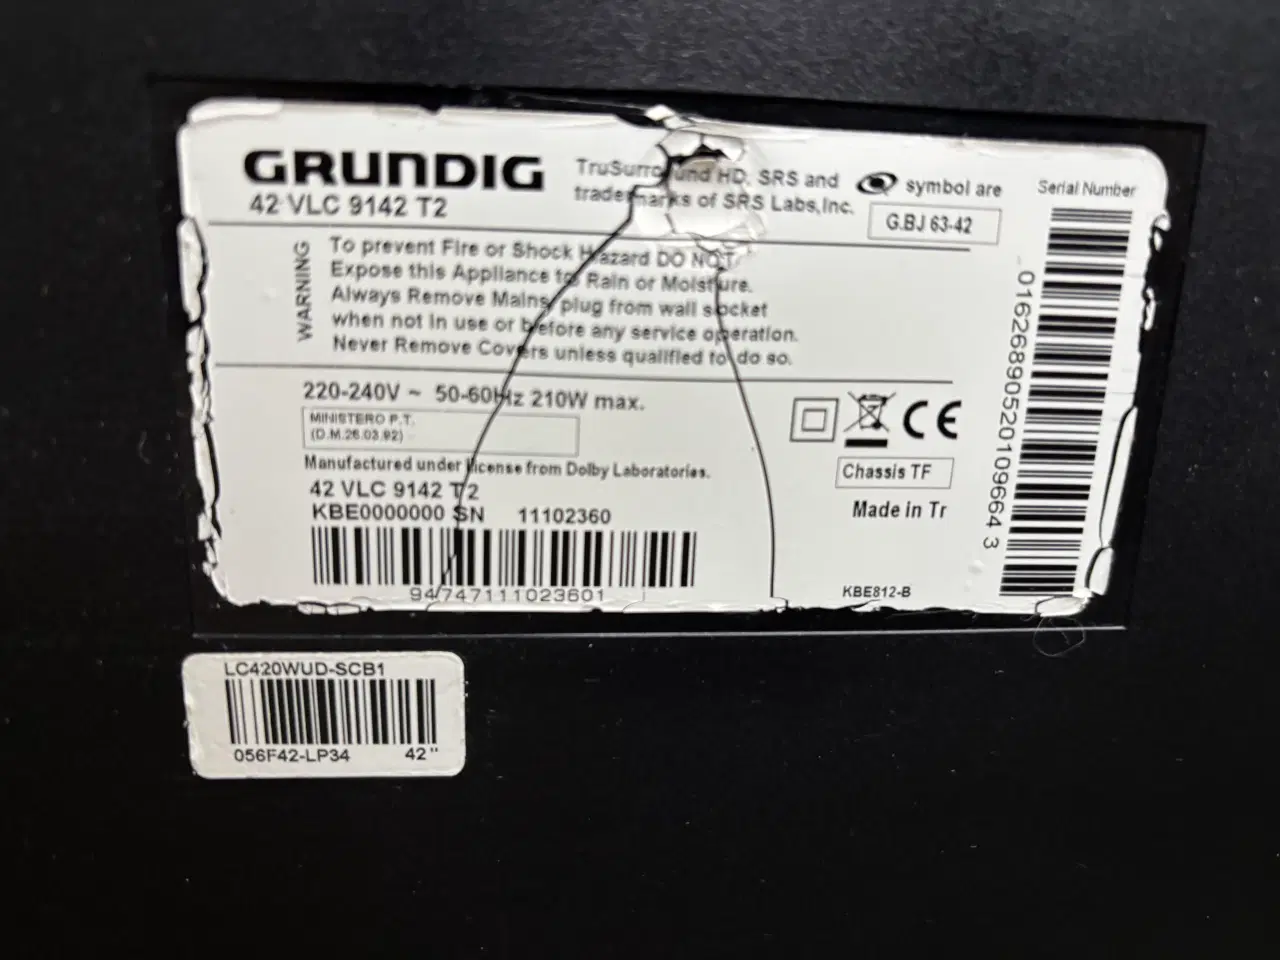 GRUNDIG
42 VLC 9142 T2
TruSurround HD, SRS and symbol are
trademarks of SRS Labs,Inc.
G.BJ 63-42
Serial Number
WARNING
To prevent Fire or Shock Hazard DO NOT
Expose this Appliance to Rain or Moisture.
Always Remove Mains plug from wall socket
when not in use or before any service operation.
Never Remove Covers unless qualified to do so.
016268905201096643
220-240V ~ 50-60Hz 210W max.
MINISTERO P.T.
(D.M.26.03.92)
CE
Manufactured under license from Dolby Laboratories.
Chassis TF
42 VLC 9142 T2
KBE0000000 SN 11102360
Made in Tr
94747111023601
KBE812-B
LC420WUD-SCB1
056F42-LP34 42"